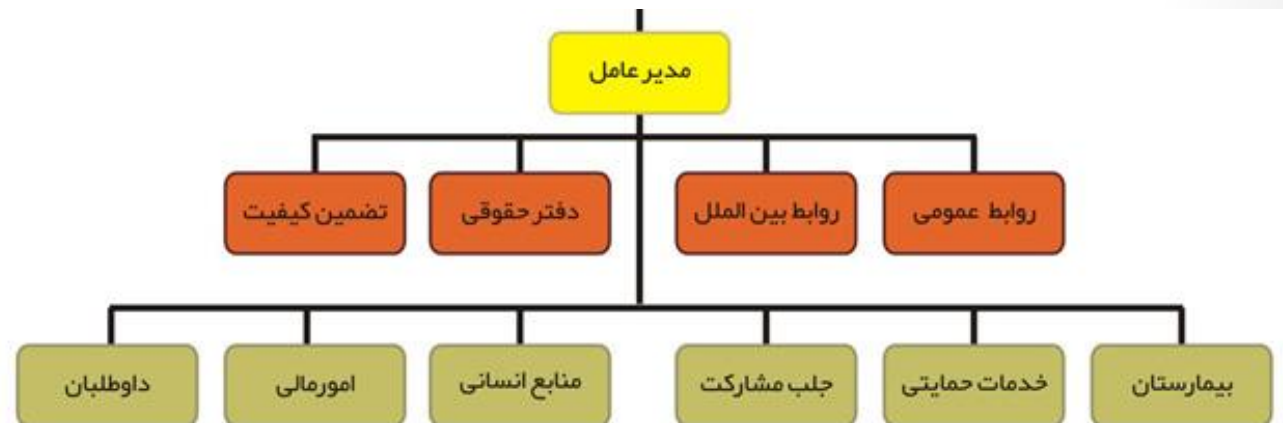 مدیر عامل
روابط عمومی
روابط بین الملل
دفتر حقوقی
تضمین کیفیت
بیمارستان
خدمات حمایتی
جلب مشارکت
منابع انسانی
امورمالی
داوطلبان